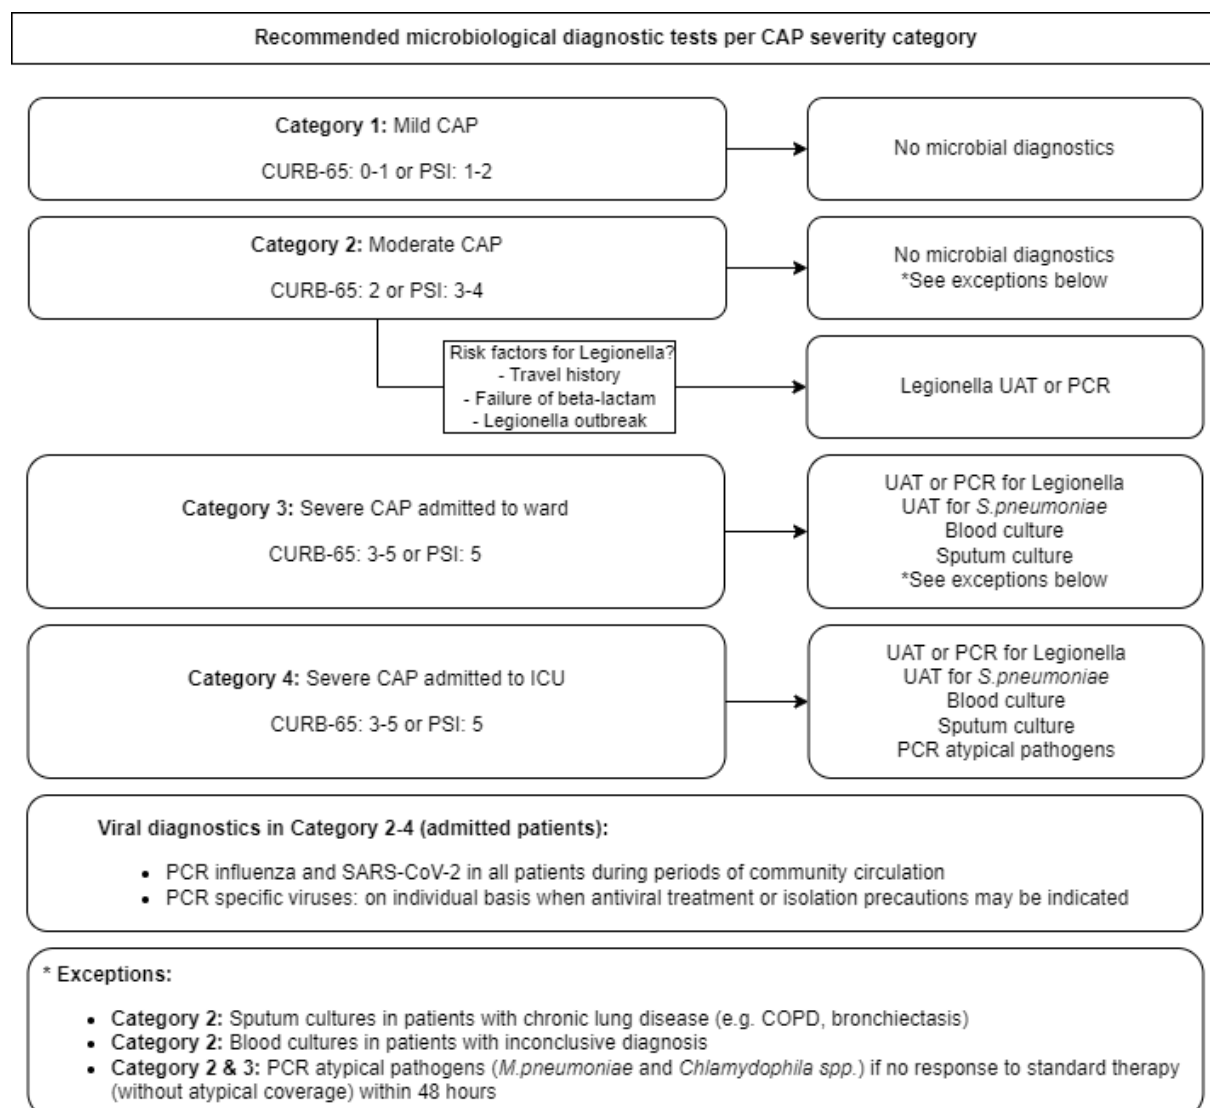 Recommended microbiological diagnostic tests per CAP severity category
Category 1: Mild CAP
CURB-65: 0-1 or PSI: 1-2
No microbial diagnostics
Category 2: Moderate CAP
CURB-65: 2 or PSI: 3-4
No microbial diagnostics
*See exceptions below
Risk factors for Legionella?
- Travel history
- Failure of beta-lactam
- Legionella outbreak
Legionella UAT or PCR
Category 3: Severe CAP admitted to ward
CURB-65: 3-5 or PSI: 5
UAT or PCR for Legionella
UAT for S.pneumoniae
Blood culture
Sputum culture
*See exceptions below
Category 4: Severe CAP admitted to ICU
CURB-65: 3-5 or PSI: 5
UAT or PCR for Legionella
UAT for S.pneumoniae
Blood culture
Sputum culture
PCR atypical pathogens
Viral diagnostics in Category 2-4 (admitted patients):
• PCR influenza and SARS-CoV-2 in all patients during periods of community circulation
• PCR specific viruses: on individual basis when antiviral treatment or isolation precautions may be indicated
* Exceptions:
• Category 2: Sputum cultures in patients with chronic lung disease (e.g. COPD, bronchiectasis)
• Category 2: Blood cultures in patients with inconclusive diagnosis
• Category 2 & 3: PCR atypical pathogens (M.pneumoniae and Chlamydophila spp.) if no response to standard therapy
(without atypical coverage) within 48 hours